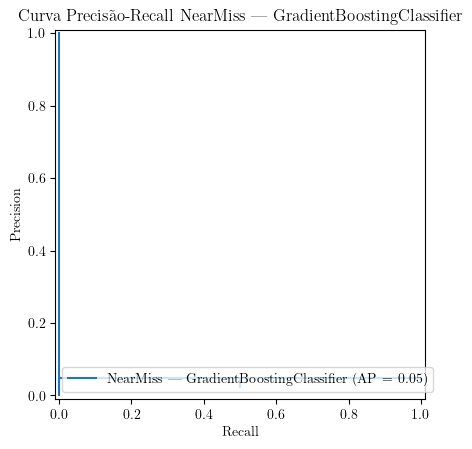 Curva Precisão-Recall NearMiss — GradientBoostingClassifier
1.0
0.8
0.6
0.4
0.2
0.0
Precision
NearMiss — GradientBoostingClassifier (AP = 0.05)
0.0 0.2 0.4 0.6 0.8 1.0
Recall